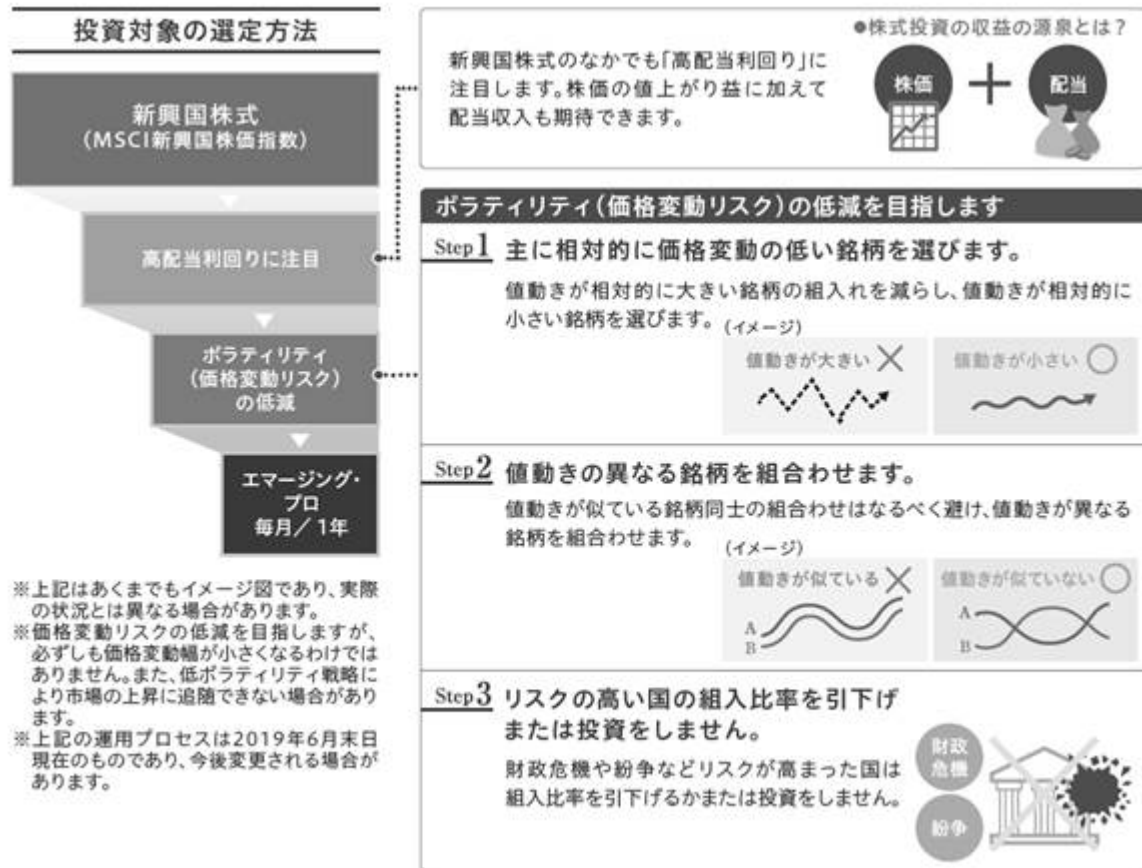 投資対象の選定方法
新興国株式
(MSCI新興国株価指数)
高配当利回りに注目
ボラティリティ
(価格変動リスク)
の低減
エマージング・
プロ
毎月／1年
※上記はあくまでもイメージ図であり、実際
の状況とは異なる場合があります。
※価格変動リスクの低減を目指しますが、
必ずしも価格変動幅が小さくなるわけでは
ありません。また、低ボラティリティ戦略に
より市場の上昇に追随できない場合があり
ます。
※上記の運用プロセスは2019年6月末日
現在のものであり、今後変更される場合が
あります。
新興国株式のなかでも「高配当利回り」に
注目します。株価の値上がり益に加えて
配当収入も期待できます。
●株式投資の収益の源泉とは？
株価
＋
配当
ボラティリティ(価格変動リスク)の低減を目指します
Step1 主に相対的に価格変動の低い銘柄を選びます。
値動きが相対的に大きい銘柄の組入れを減らし、値動きが相対的に
小さい銘柄を選びます。
(イメージ)
値動きが大きい
値動きが小さい
Step2 値動きの異なる銘柄を組合わせます。
値動きが似ている銘柄同士の組合わせはなるべく避け、値動きが異なる
銘柄を組合わせます。
(イメージ)
値動きが似ている
A
B
値動きが似ていない
A
B
Step3 リスクの高い国の組入比率を引下げ
または投資をしません。
財政危機や紛争などリスクが高まった国は
組入比率を引下げるかまたは投資をしません。
財政
危機
紛争